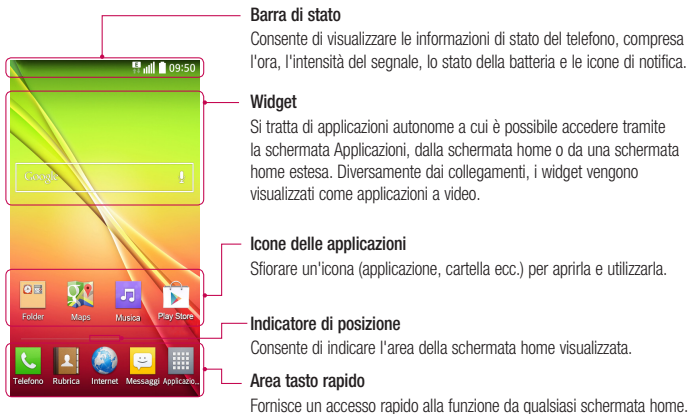 Barra di stato
Consente di visualizzare le informazioni di stato del telefono, compresa
l'ora, l'intensità del segnale, lo stato della batteria e le icone di notifica.
09:50
Widget
Si tratta di applicazioni autonome a cui è possibile accedere tramite
la schermata Applicazioni, dalla schermata home o da una schermata
home estesa. Diversamente dai collegamenti, i widget vengono
visualizzati come applicazioni a video.
Google
Icone delle applicazioni
Sfiorare un'icona (applicazione, cartella ecc.) per aprirla e utilizzarla.
Folder Maps Musica Play Store
Indicatore di posizione
Consente di indicare l'area della schermata home visualizzata.
Telefono Rubrica Internet Messaggi Applicazio...
Area tasto rapido
Fornisce un accesso rapido alla funzione da qualsiasi schermata home.